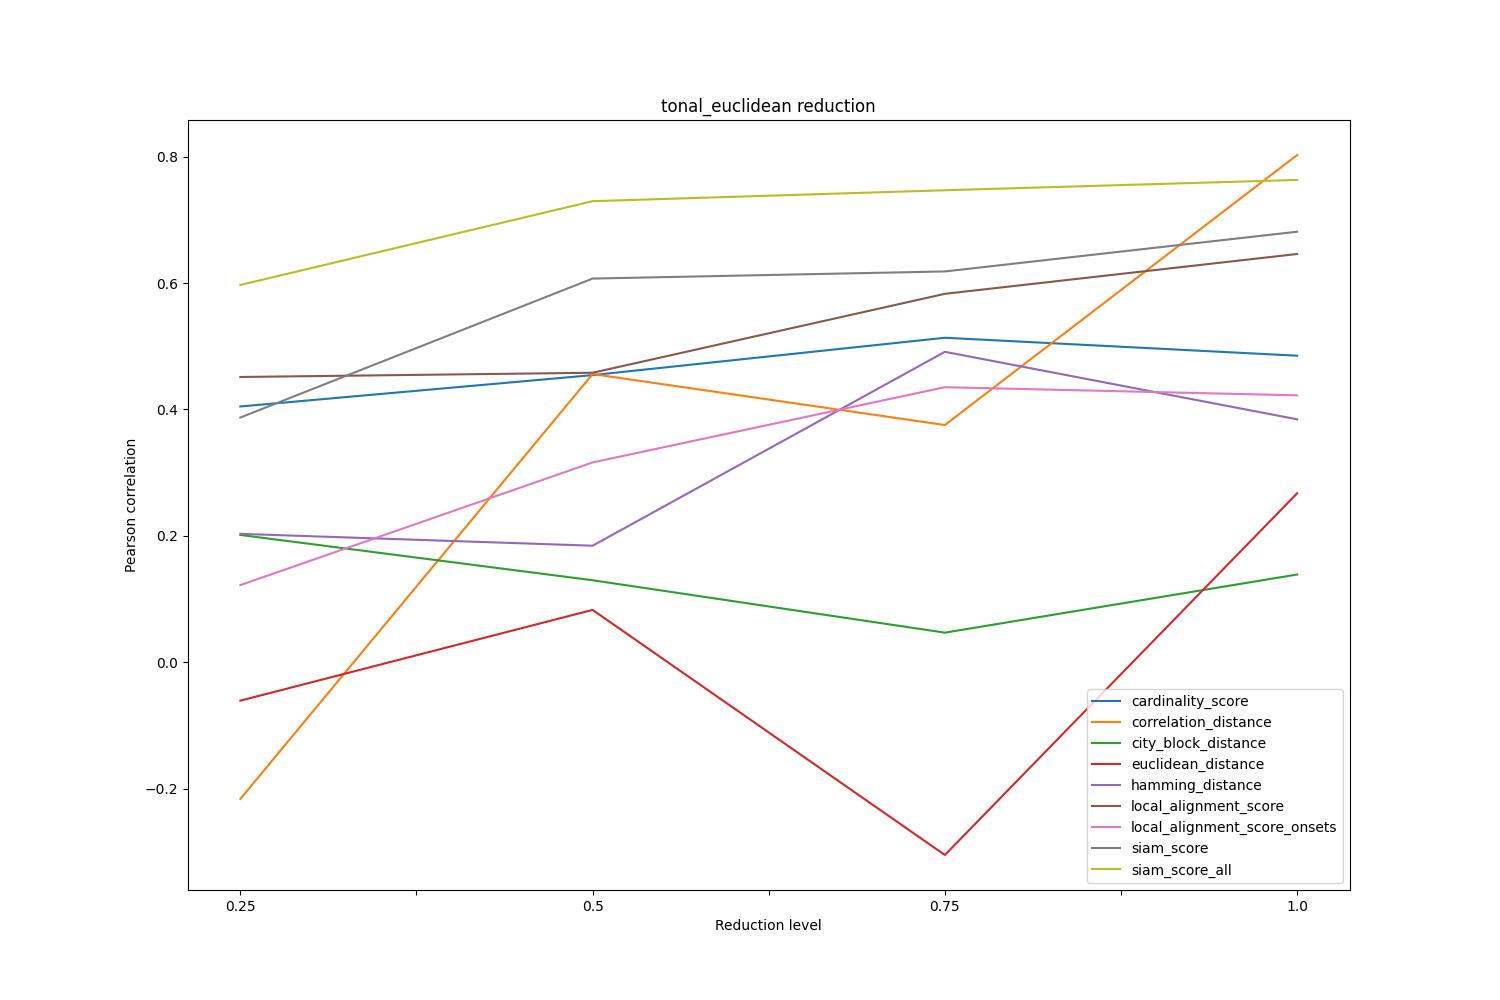 tonal_euclidean reduction
0.8
0.6
0.4
0.2
0.0
−0.2
Pearson correlation
0.25
0.5
0.75
1.0
Reduction level
cardinality_score
correlation_distance
city_block_distance
euclidean_distance
hamming_distance
local_alignment_score
local_alignment_score_onsets
siam_score
siam_score_all